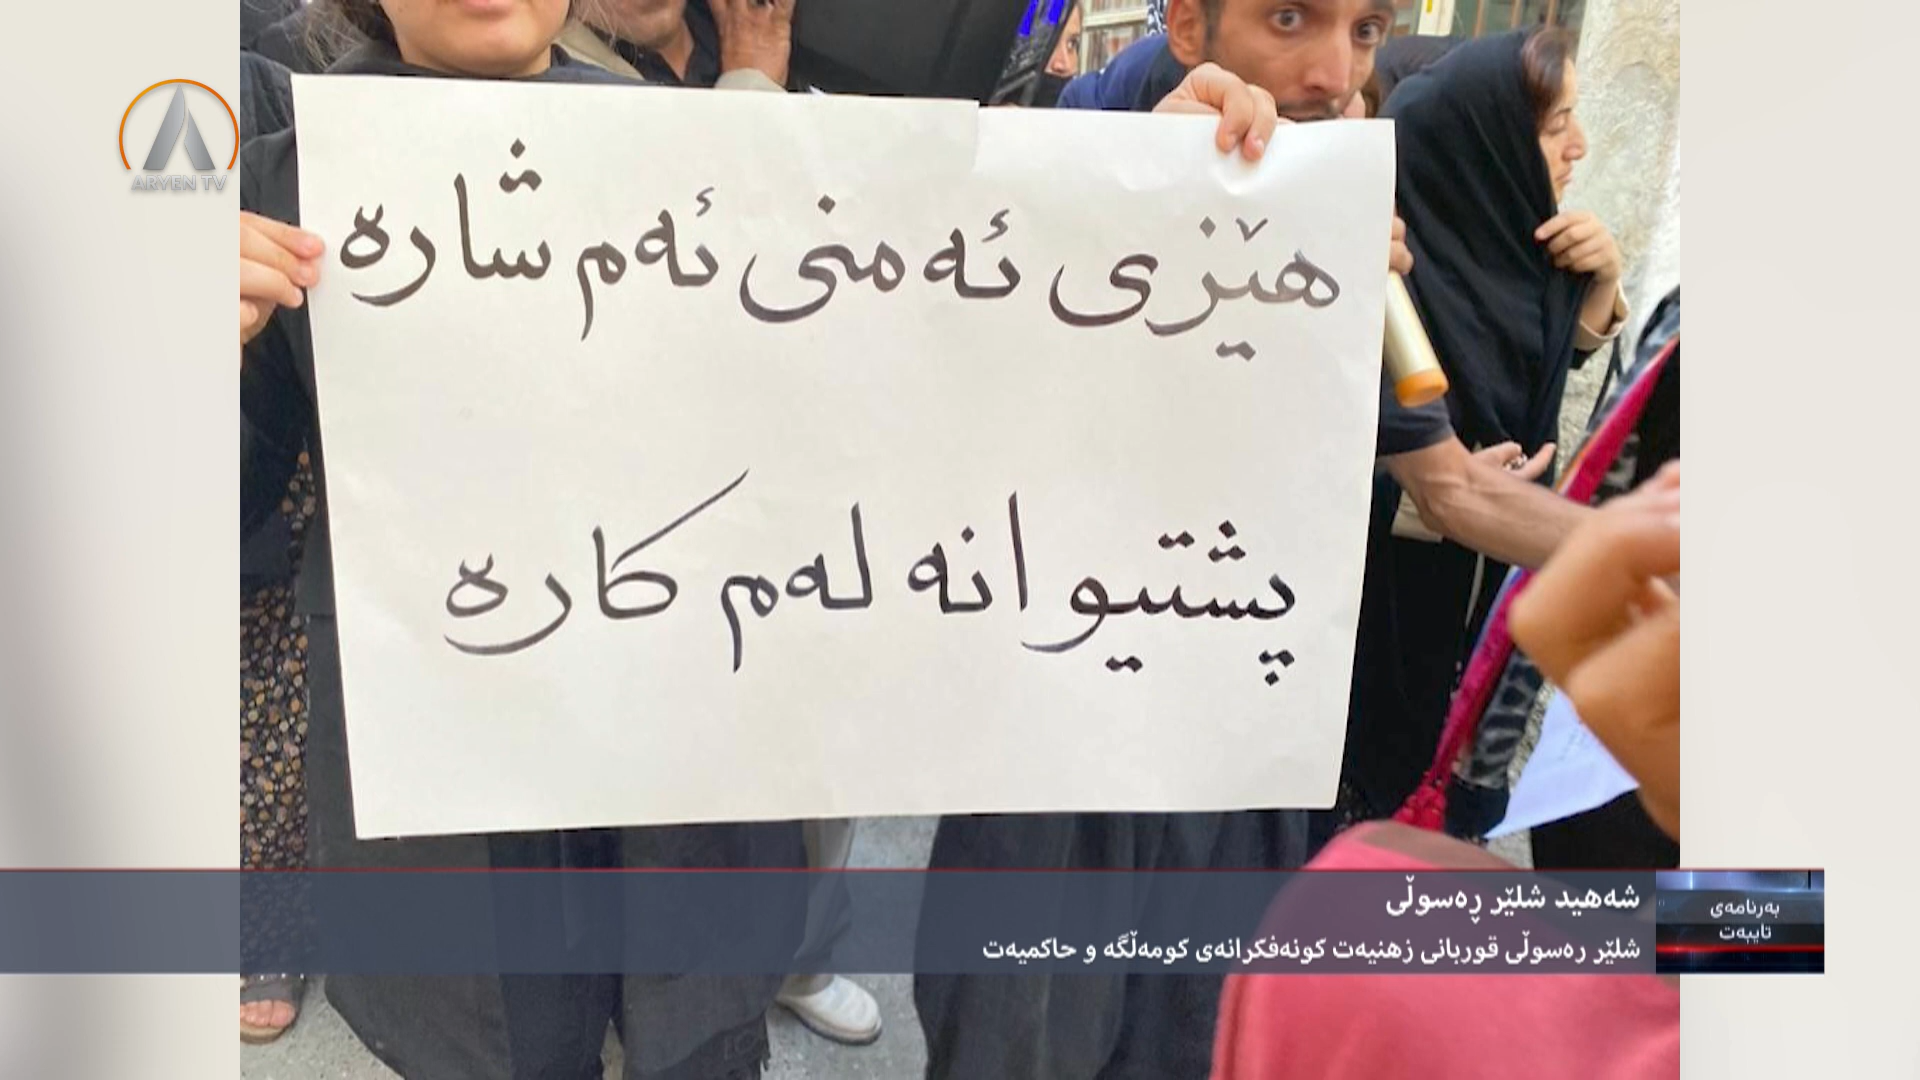 ARYEN TV
هێزی ئەمنی ئەم شارە
پشتیوانە لەم کارە
شەهید شلێر ڕەسوڵی
شلێر رەسوڵی قوربانی زهنیەت کونەفکرانەی کومەڵگە و حاکمیەت
بەرنامەی
تایبەت